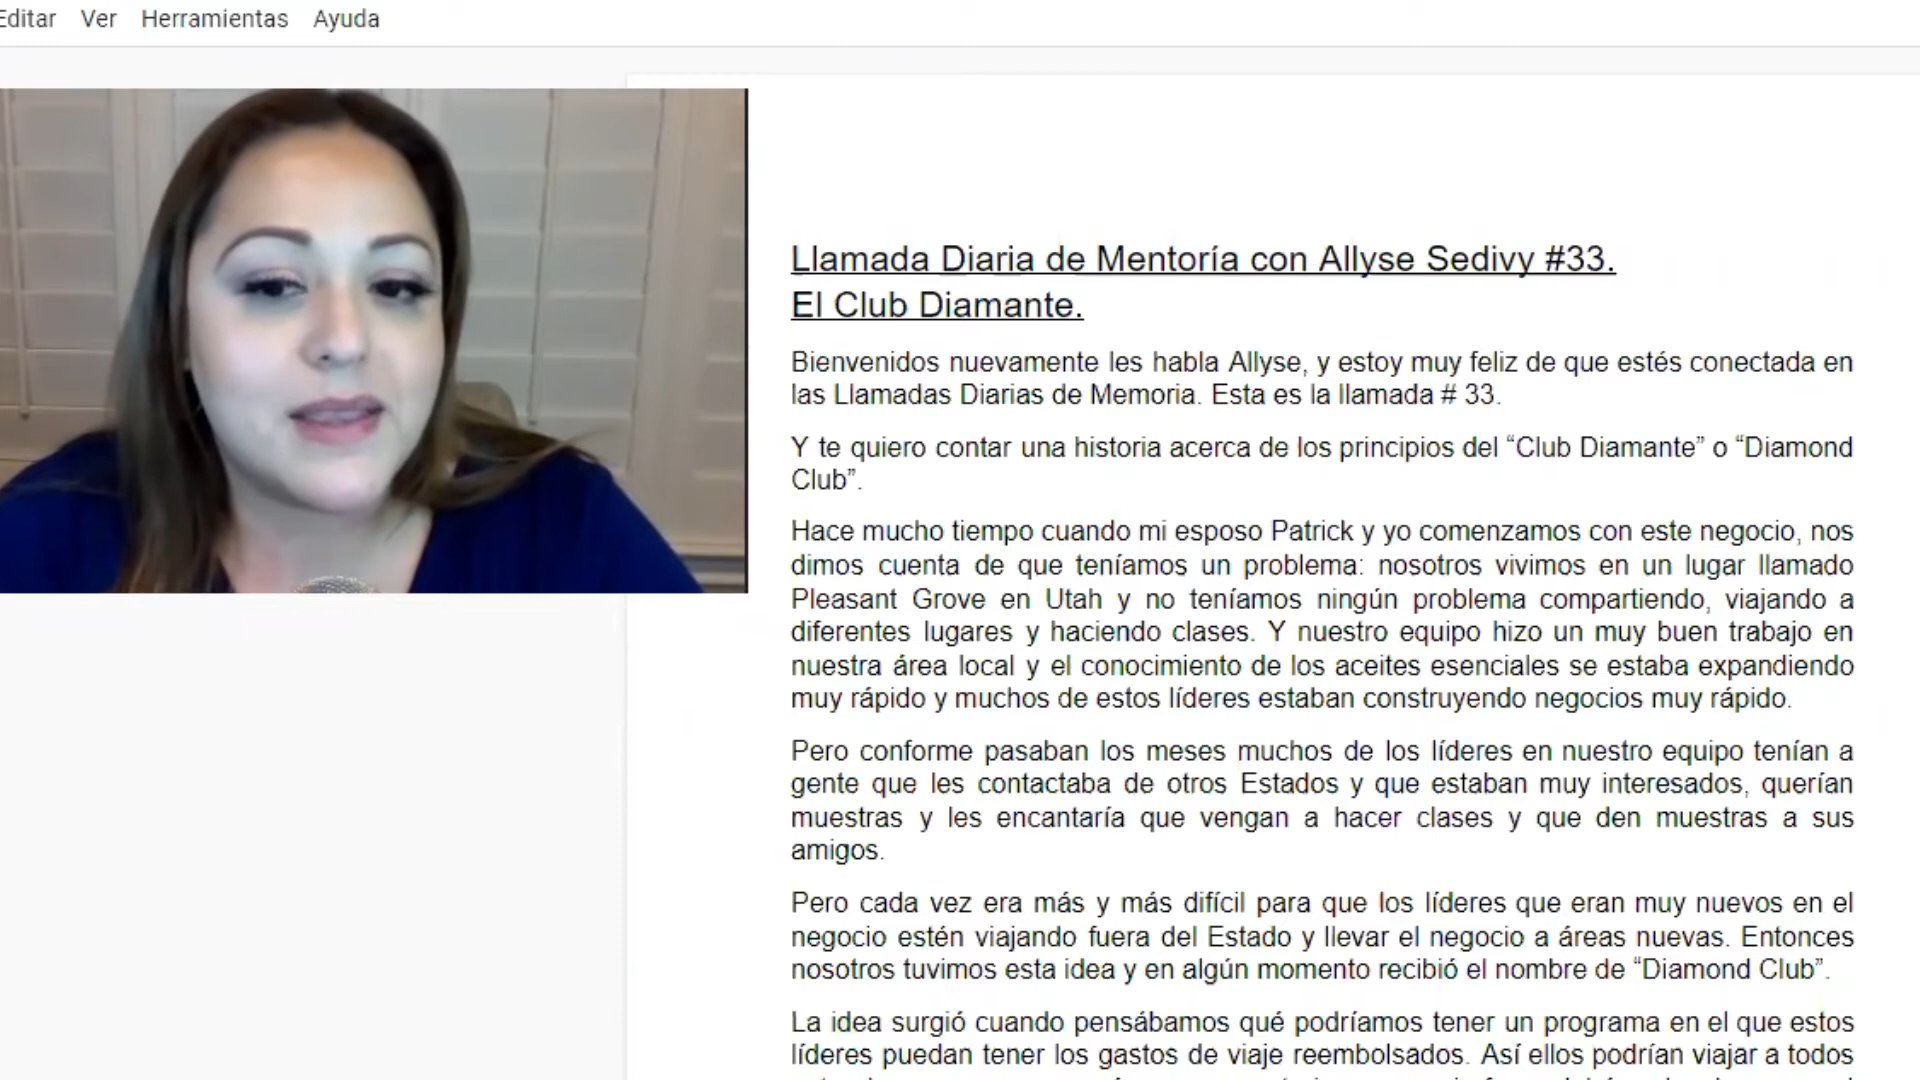 Editar Ver Herramientas Ayuda
Llamada Diaria de Mentoría con Allyse Sedivy #33.
El Club Diamante.
Bienvenidos nuevamente les habla Allyse, y estoy muy feliz de que estés conectada en
las Llamadas Diarias de Memoria. Esta es la llamada # 33.
Y te quiero contar una historia acerca de los principios del “Club Diamante” o “Diamond
Club”.
Hace mucho tiempo cuando mi esposo Patrick y yo comenzamos con este negocio, nos
dimos cuenta de que teníamos un problema: nosotros vivimos en un lugar llamado
Pleasant Grove en Utah y no teníamos ningún problema compartiendo, viajando a
diferentes lugares y haciendo clases. Y nuestro equipo hizo un muy buen trabajo en
nuestra área local y el conocimiento de los aceites esenciales se estaba expandiendo
muy rápido y muchos de estos líderes estaban construyendo negocios muy rápido.
Pero conforme pasaban los meses muchos de los líderes en nuestro equipo tenían a
gente que les contactaba de otros Estados y que estaban muy interesados, querían
muestras y les encantaría que vengan a hacer clases y que den muestras a sus
amigos.
Pero cada vez era más y más difícil para que los líderes que eran muy nuevos en el
negocio estén viajando fuera del Estado y llevar el negocio a áreas nuevas. Entonces
nosotros tuvimos esta idea y en algún momento recibió el nombre de “Diamond Club”.
La idea surgió cuando pensábamos qué podríamos tener un programa en el que estos
líderes puedan tener los gastos de viaje reembolsados. Así ellos podrían viajar a todos